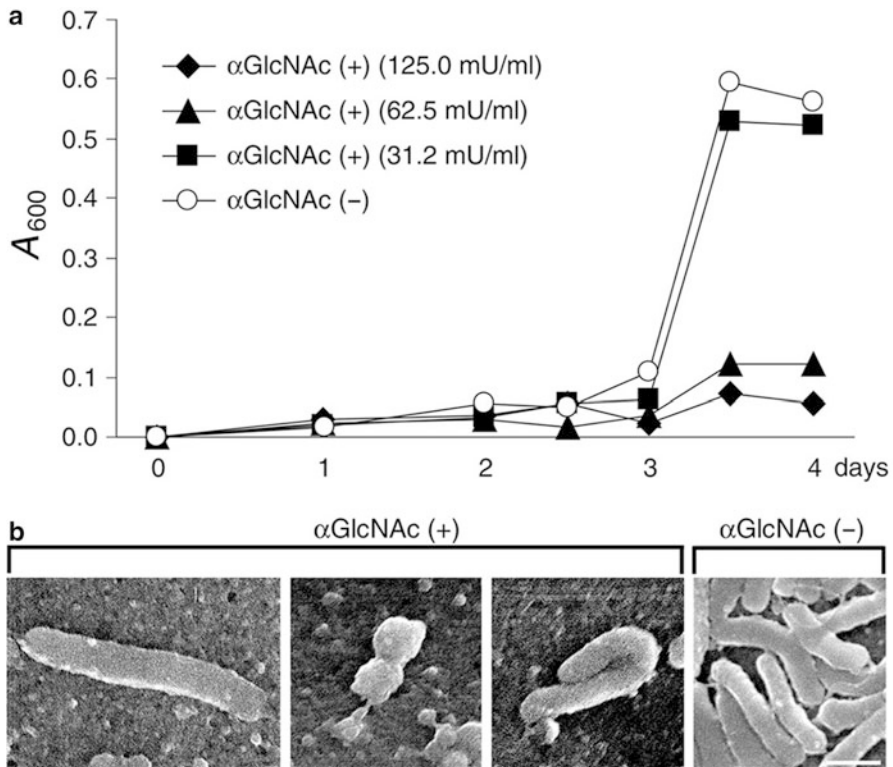 a
A600
0.7
0.6
0.5
0.4
0.3
0.2
0.1
0.0
αGlcNAc (+) (125.0 mU/ml)
αGlcNAc (+) (62.5 mU/ml)
αGlcNAc (+) (31.2 mU/ml)
αGlcNAc (−)
0 1 2 3 4 days
b
αGlcNAc (+) αGlcNAc (−)